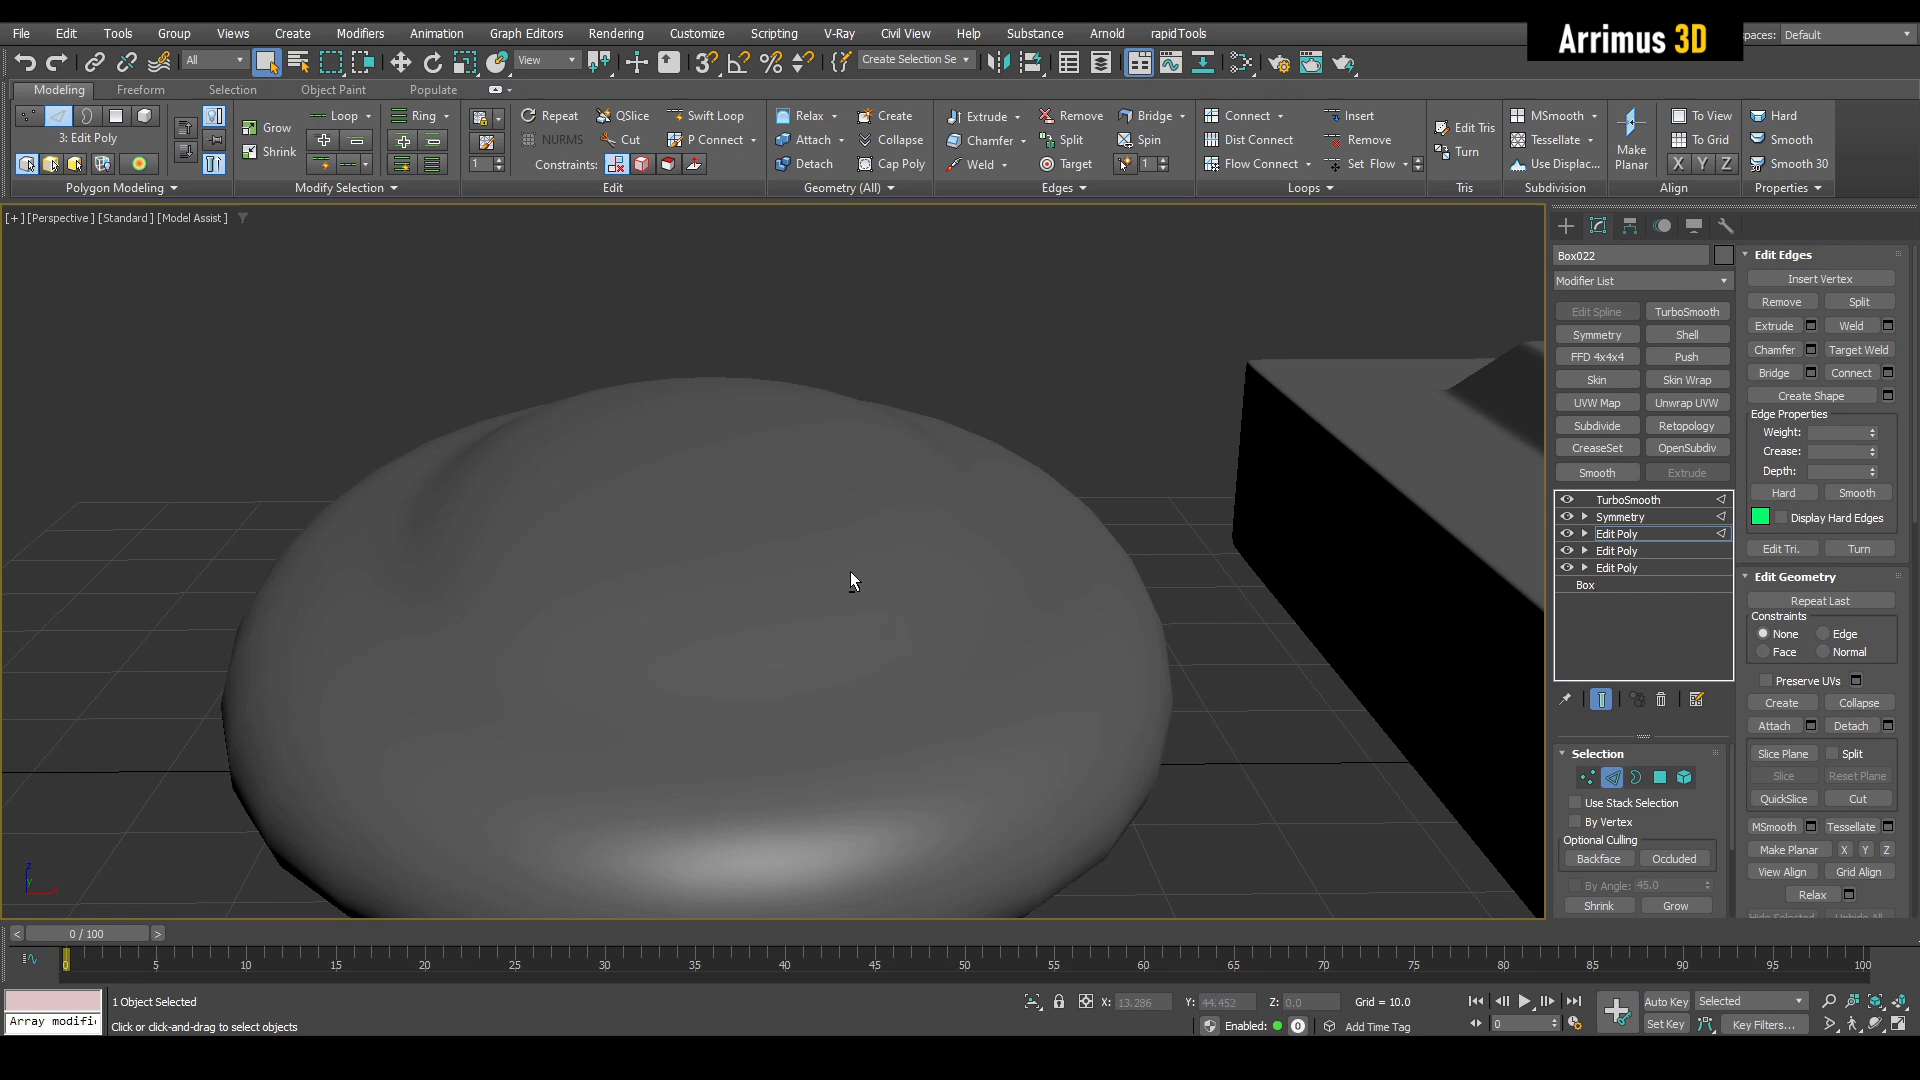 File Edit Tools Group Views Create Modifiers Animation Graph Editors Rendering Customize Scripting V-Ray Civil View Help Substance Arnold rapidTools
Arrimus 3D
paces: Default
All View Create Selection Se
Modeling Freeform Selection Object Paint Populate
Loop Ring Repeat QSlice Swift Loop Relax Create Extrude Remove Bridge Connect Insert MSmooth To View Hard
3: Edit Poly Grow NURMS Cut P Connect Attach Collapse Chamfer Split Spin Dist Connect Remove Edit Tris Tessellate Make Planar To Grid Smooth
Shrink 1 Constraints: Detach Cap Poly Weld Target 1 Flow Connect Set Flow Turn Use Displac... X Y Z Smooth 30
Polygon Modeling Modify Selection Edit Geometry (All) Edges Loops Tris Subdivision Align Properties
[+] [Perspective] [Standard] [Model Assist]
Box022
Modifier List
Edit Spline TurboSmooth
Symmetry Shell
FFD 4x4x4 Push
Skin Skin Wrap
UVW Map Unwrap UVW
Subdivide Retopology
CreaseSet OpenSubdiv
Smooth Extrude
TurboSmooth
Symmetry
Edit Poly
Edit Poly
Edit Poly
Box
Selection
Use Stack Selection
By Vertex
Optional Culling
Backface Occluded
By Angle: 45.0
Shrink Grow
Edit Edges
Insert Vertex
Remove Split
Extrude Weld
Chamfer Target Weld
Bridge Connect
Create Shape
Edge Properties
Weight:
Crease:
Depth:
Hard Smooth
Display Hard Edges
Edit Tri. Turn
Edit Geometry
Repeat Last
Constraints
None Edge
Face Normal
Preserve UVs
Create Collapse
Attach Detach
Slice Plane Split
Slice Reset Plane
QuickSlice Cut
MSmooth Tessellate
Make Planar X Y Z
View Align Grid Align
Relax
z
y
x
< 0 / 100 >
0 5 10 15 20 25 30 35 40 45 50 55 60 65 70 75 80 85 90 95 100
1 Object Selected X: 13.286 Y: 44.452 Z: 0.0 Grid = 10.0 Auto Key Selected
Array modifi Click or click-and-drag to select objects Enabled: 0 Add Time Tag 0 Set Key Key Filters...